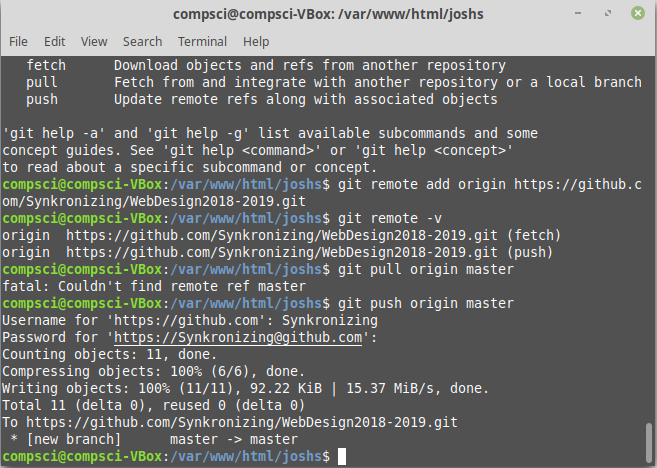 compsci@compsci-VBox: /var/www/html/joshs
File Edit View Search Terminal Help
fetch Download objects and refs from another repository
pull Fetch from and integrate with another repository or a local branch
push Update remote refs along with associated objects
'git help -a' and 'git help -g' list available subcommands and some
concept guides. See 'git help <command>' or 'git help <concept>'
to read about a specific subcommand or concept.
compsci@compsci-VBox:/var/www/html/joshs$ git remote add origin https://github.c
om/Synkronizing/WebDesign2018-2019.git
compsci@compsci-VBox:/var/www/html/joshs$ git remote -v
origin https://github.com/Synkronizing/WebDesign2018-2019.git (fetch)
origin https://github.com/Synkronizing/WebDesign2018-2019.git (push)
compsci@compsci-VBox:/var/www/html/joshs$ git pull origin master
fatal: Couldn't find remote ref master
compsci@compsci-VBox:/var/www/html/joshs$ git push origin master
Username for 'https://github.com': Synkronizing
Password for 'https://Synkronizing@github.com':
Counting objects: 11, done.
Compressing objects: 100% (6/6), done.
Writing objects: 100% (11/11), 92.22 KiB | 15.37 MiB/s, done.
Total 11 (delta 0), reused 0 (delta 0)
To https://github.com/Synkronizing/WebDesign2018-2019.git
* [new branch] master -> master
compsci@compsci-VBox:/var/www/html/joshs$